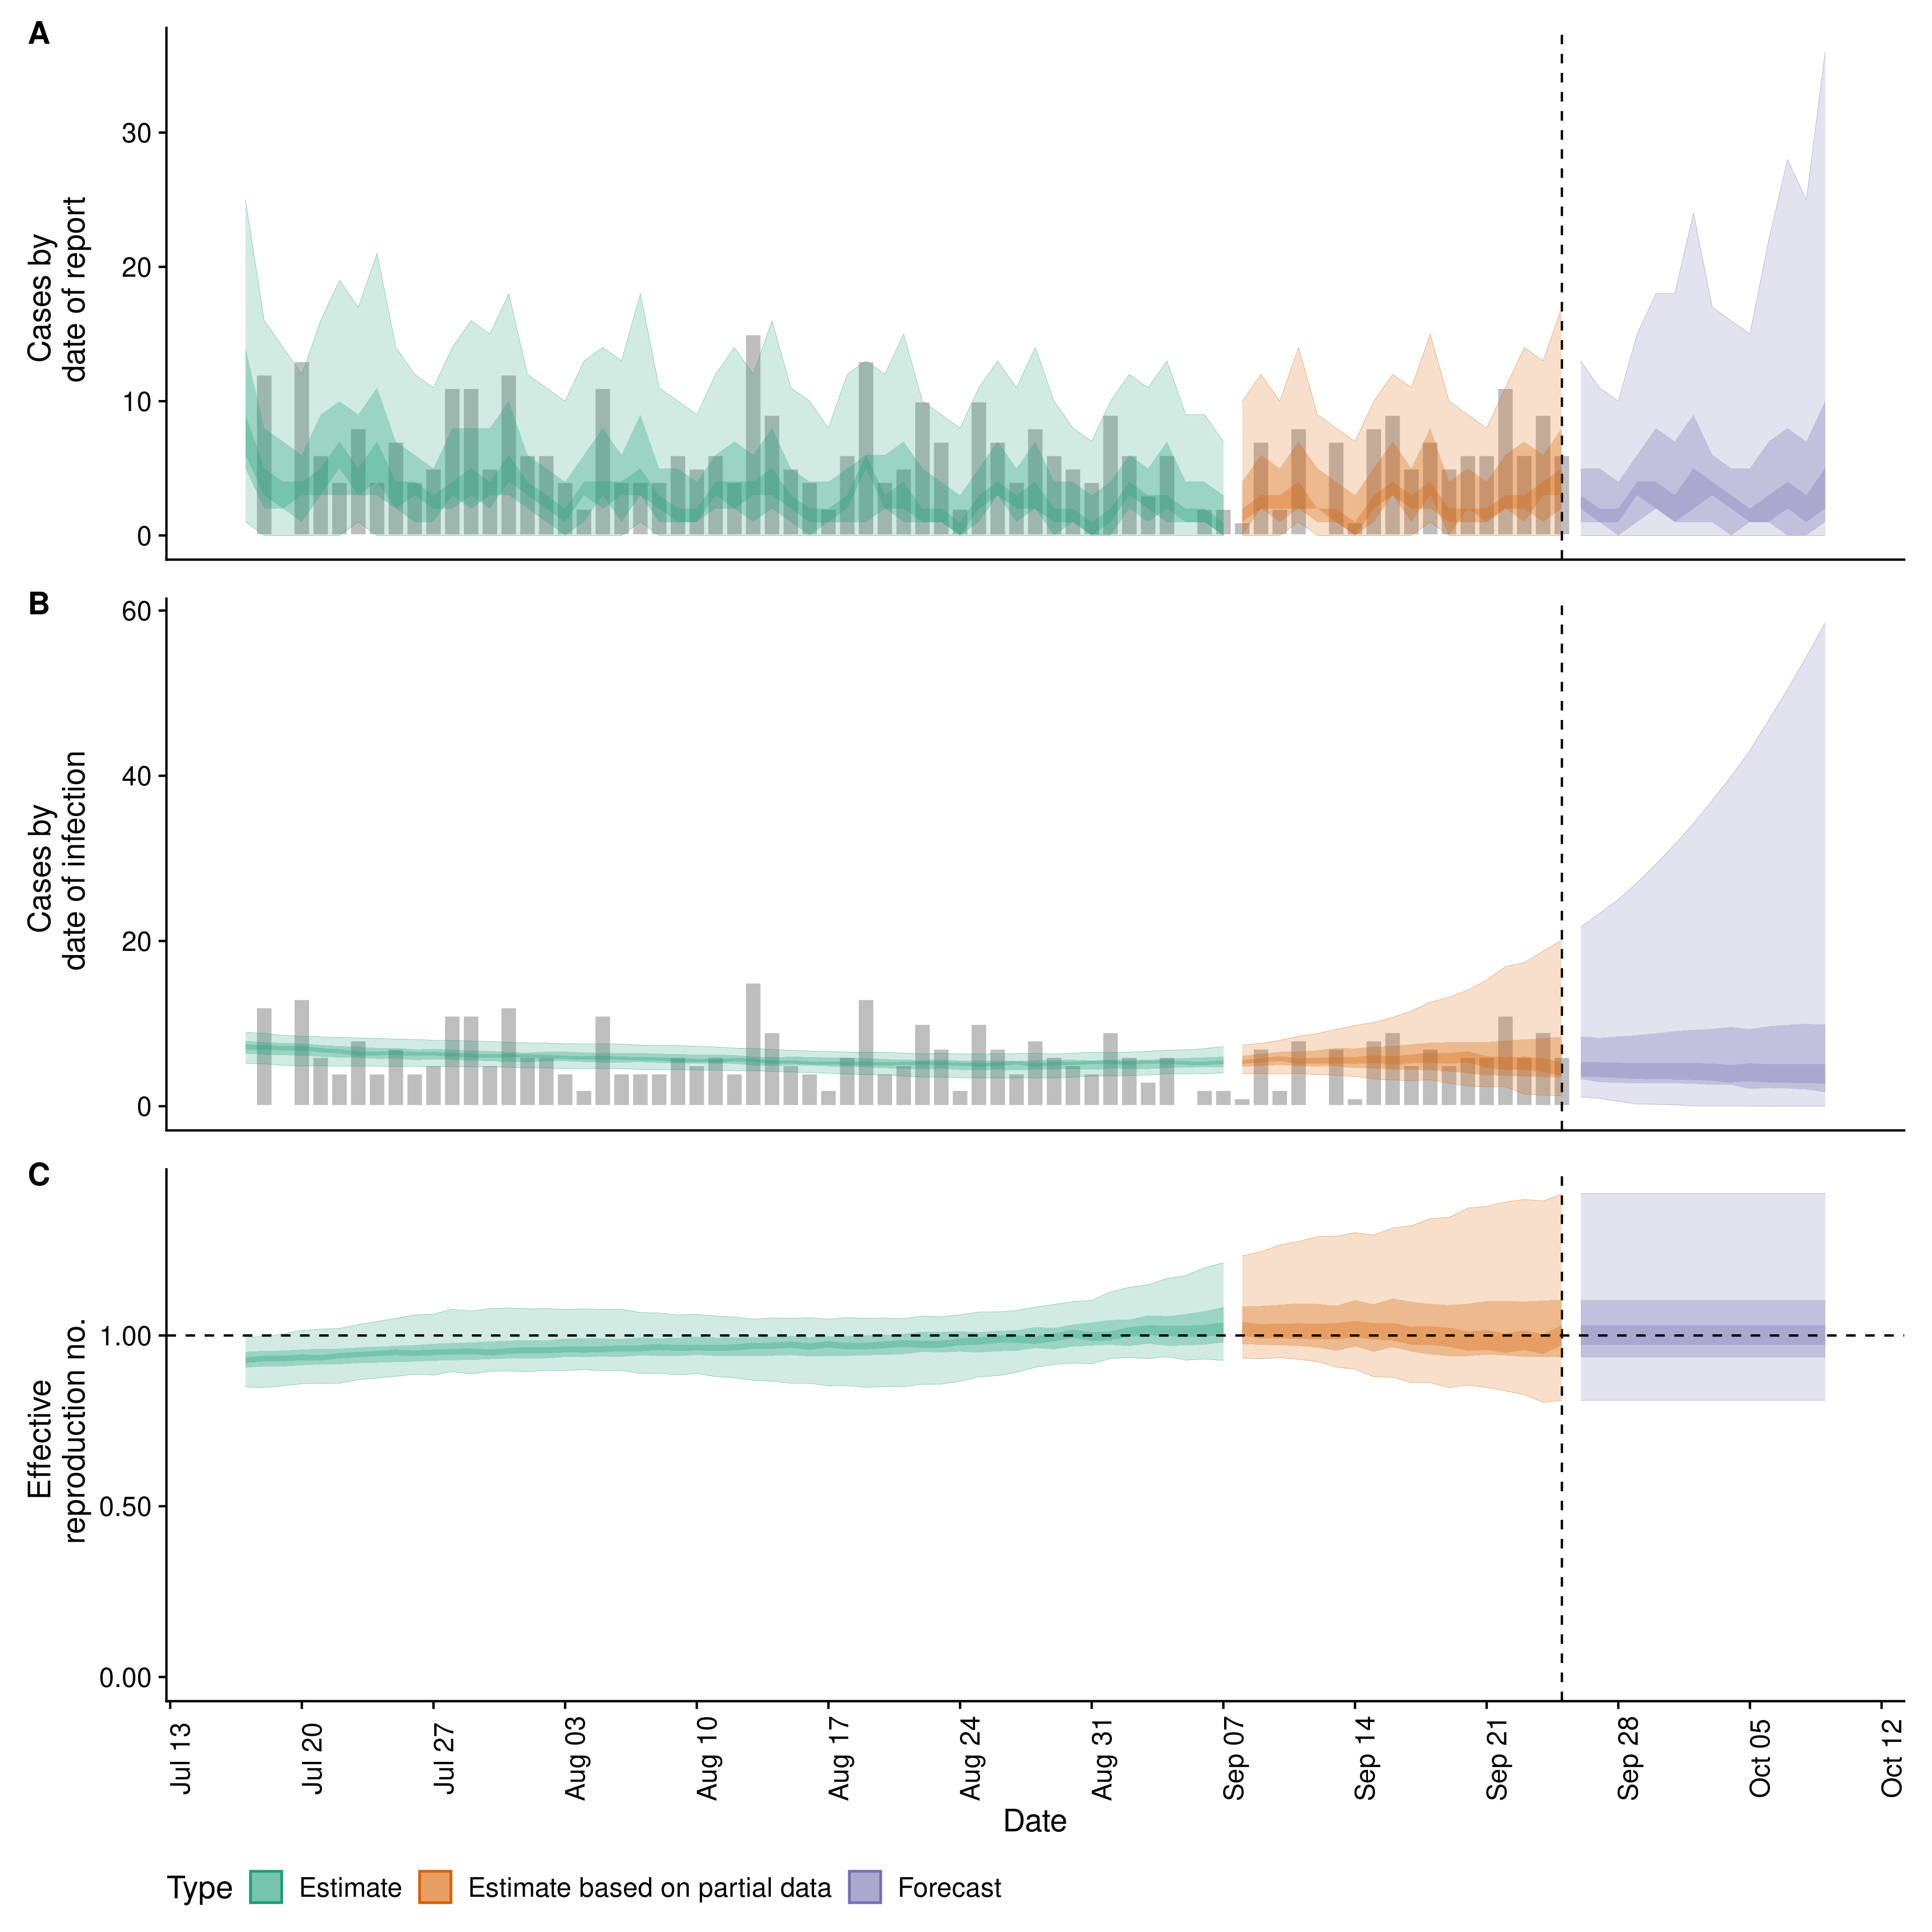 A
Cases by
date of report
30
20
10
0
B
Cases by
date of infection
60
40
20
0
C
Effective
reproduction no.
1.00
0.50
0.00
Jul 13
Jul 20
Jul 27
Aug 03
Aug 10
Aug 17
Aug 24
Aug 31
Sep 07
Sep 14
Sep 21
Sep 28
Oct 05
Oct 12
Date
Type Estimate Estimate based on partial data Forecast